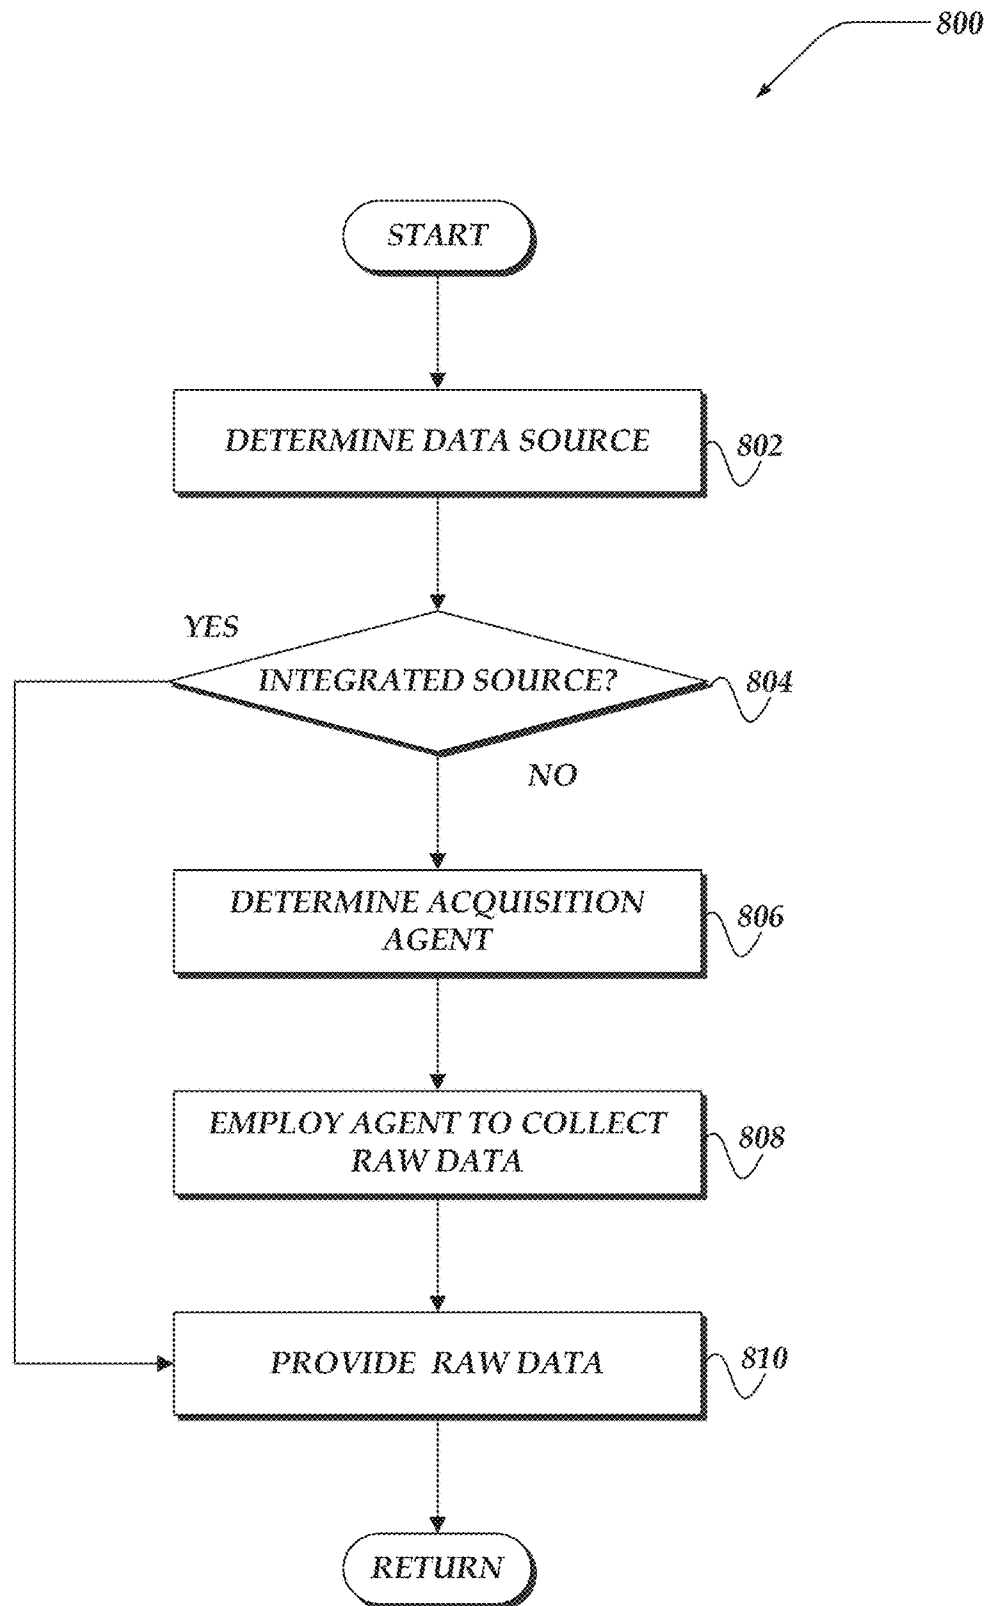 800
START
DETERMINE DATA SOURCE
802
YES
INTEGRATED SOURCE?
804
NO
DETERMINE ACQUISITION
AGENT
806
EMPLOY AGENT TO COLLECT
RAW DATA
808
PROVIDE RAW DATA
810
RETURN